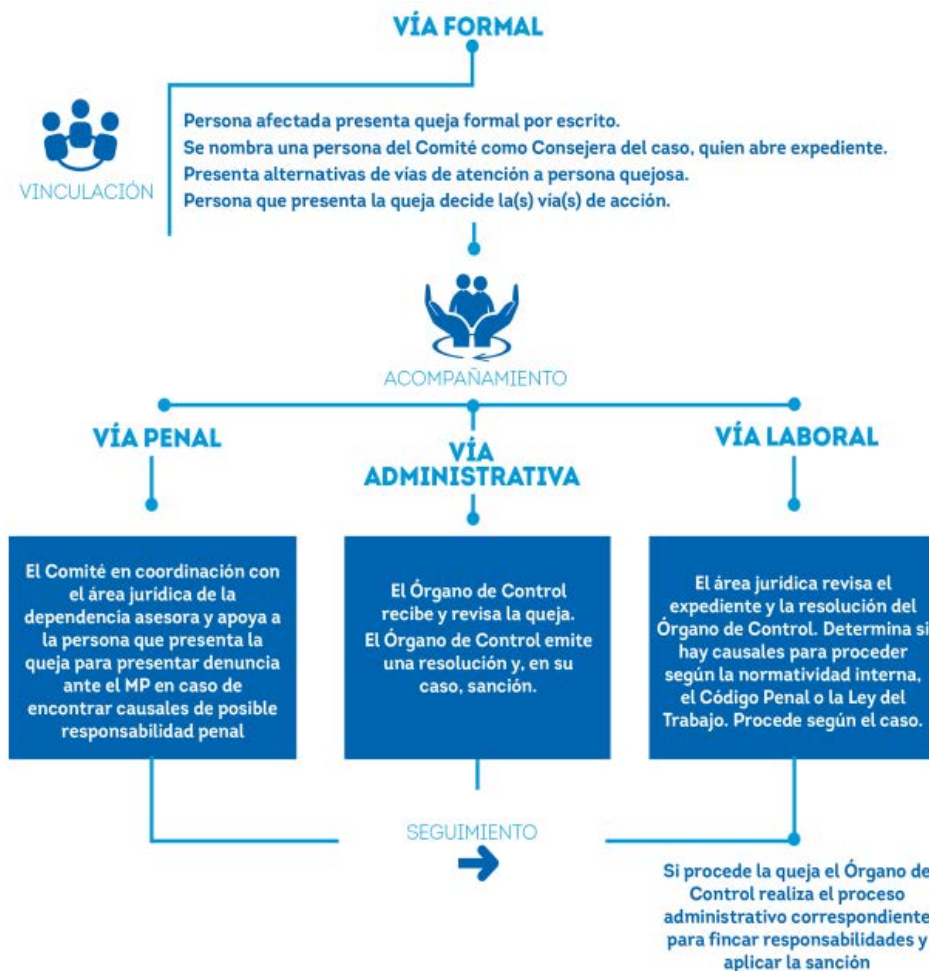 VÍA FORMAL
VINCULACIÓN
Persona afectada presenta queja formal por escrito.
Se nombra una persona del Comité como Consejera del caso, quien abre expediente.
Presenta alternativas de vías de atención a persona quejosa.
Persona que presenta la queja decide la(s) vía(s) de acción.
ACOMPAÑAMIENTO
VÍA PENAL
El Comité en coordinación con
el área jurídica de la
dependencia asesora y apoya a
la persona que presenta la
queja para presentar denuncia
ante el MP en caso de
encontrar causales de posible
responsabilidad penal
VÍA
ADMINISTRATIVA
El Órgano de Control
recibe y revisa la queja.
El Órgano de Control emite
una resolución y, en su
caso, sanción.
VÍA LABORAL
El área jurídica revisa el
expediente y la resolución del
Órgano de Control. Determina si
hay causales para proceder
según la normatividad interna,
el Código Penal o la Ley del
Trabajo. Procede según el caso.
SEGUIMIENTO
Si procede la queja el Órgano de
Control realiza el proceso
administrativo correspondiente
para fincar responsabilidades y
aplicar la sanción